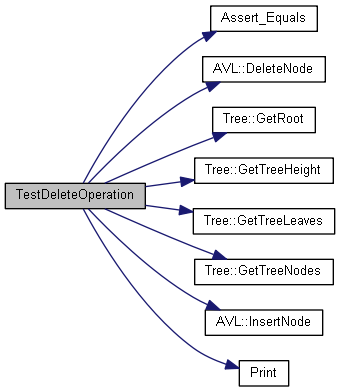 Assert_Equals
AVL::DeleteNode
Tree::GetRoot
Tree::GetTreeHeight
TestDeleteOperation
Tree::GetTreeLeaves
Tree::GetTreeNodes
AVL::InsertNode
Print